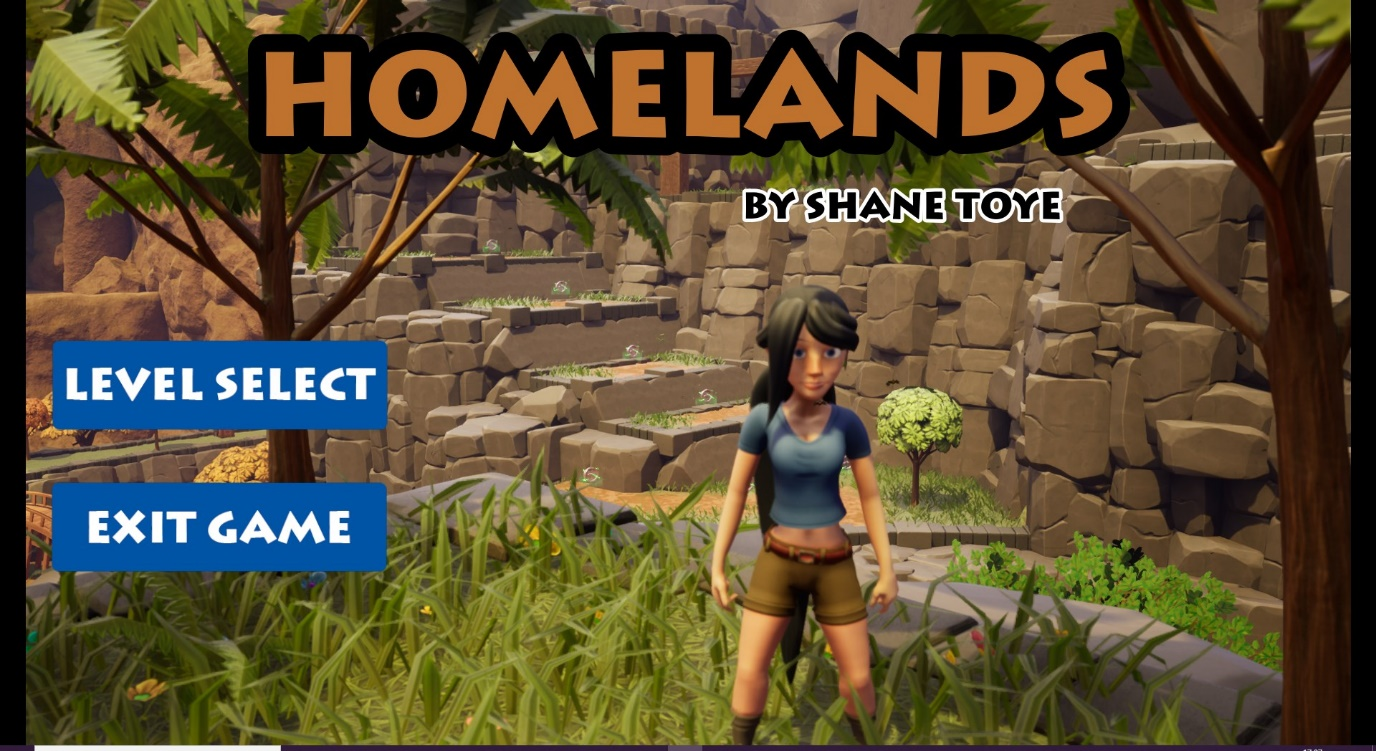 HOMELANDS
BY SHANE TOYE
LEVEL SELECT
EXIT GAME